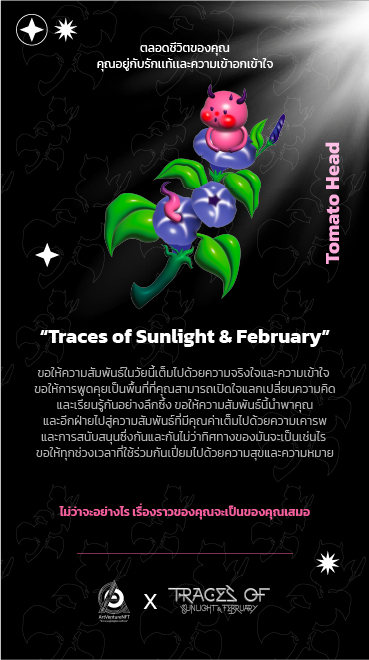 ตลอดชีวิตของคุณ
คุณอยู่กับรักแท้และความเข้าอกเข้าใจ
Tomato Head
“Traces of Sunlight & February”
ขอให้ความสัมพันธ์ในวัยนี้เต็มไปด้วยความจริงใจและความเข้าใจ
ขอให้การพูดคุยเป็นพื้นที่ที่คุณสามารถเปิดใจแลกเปลี่ยนความคิด
และเรียนรู้กันอย่างลึกซึ้ง ขอให้ความสัมพันธ์นี้นำพาคุณ
และอีกฝ่ายไปสู่ความสัมพันธ์ที่มีคุณค่าเต็มไปด้วยความเคารพ
และการสนับสนุนซึ่งกันและกันไม่ว่าทิศทางของมันจะเป็นเช่นไร
ขอให้ทุกช่วงเวลาที่ใช้ร่วมกันเปี่ยมไปด้วยความสุขและความหมาย
ไม่ว่าจะอย่างไร เรื่องราวของคุณจะเป็นของคุณเสมอ
ArtVentureNFT
X
TRACES OF
SUNLIGHT & FEBRUARY